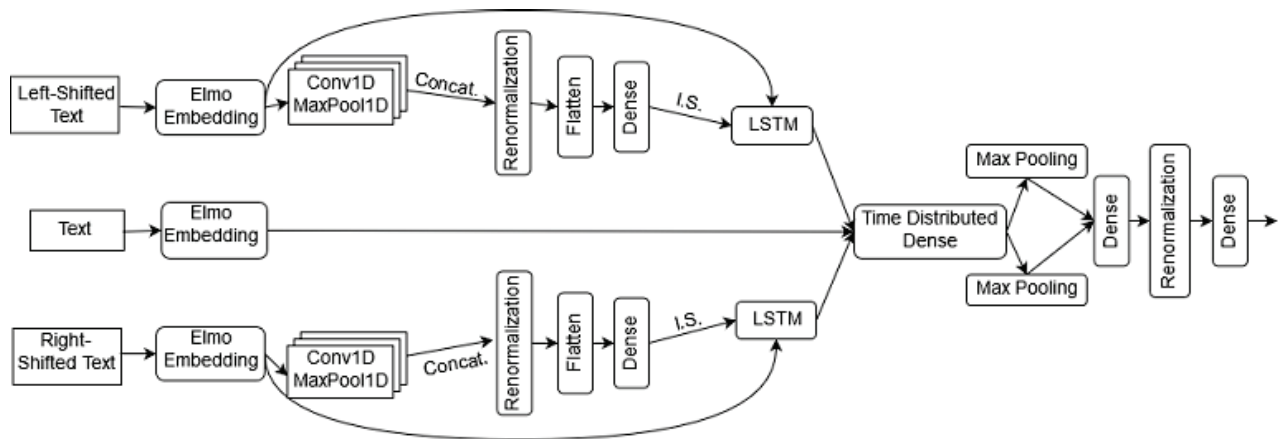 Left-Shifted
Text
Elmo
Embedding
Conv1D
MaxPool1D
Concat.
Renormalization
Flatten
Dense
I.S.
LSTM
Text
Elmo
Embedding
Time Distributed
Dense
Max Pooling
Max Pooling
Dense
Renormalization
Dense
Right-
Shifted Text
Elmo
Embedding
Conv1D
MaxPool1D
Concat.
Renormalization
Flatten
Dense
I.S.
LSTM